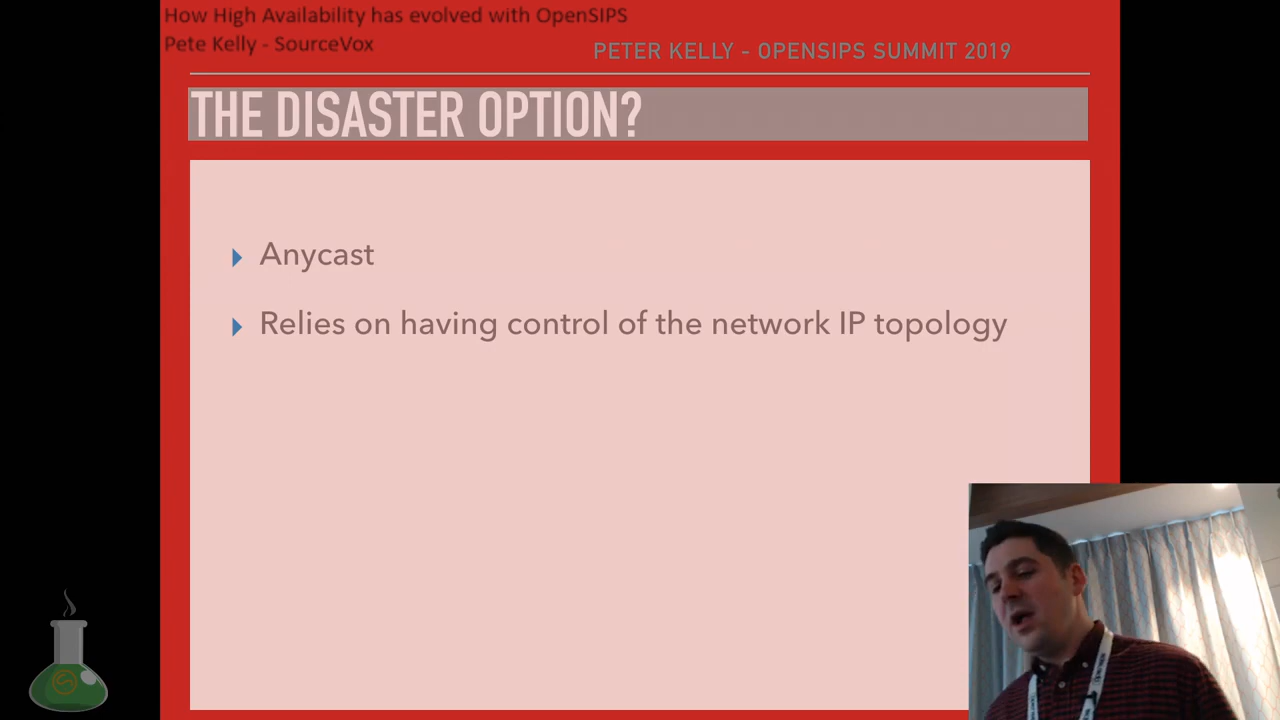 How High Availability has evolved with OpenSIPS
Pete Kelly - SourceVox
PETER KELLY - OPENSIPS SUMMIT 2019
THE DISASTER OPTION?
Anycast
Relies on having control of the network IP topology